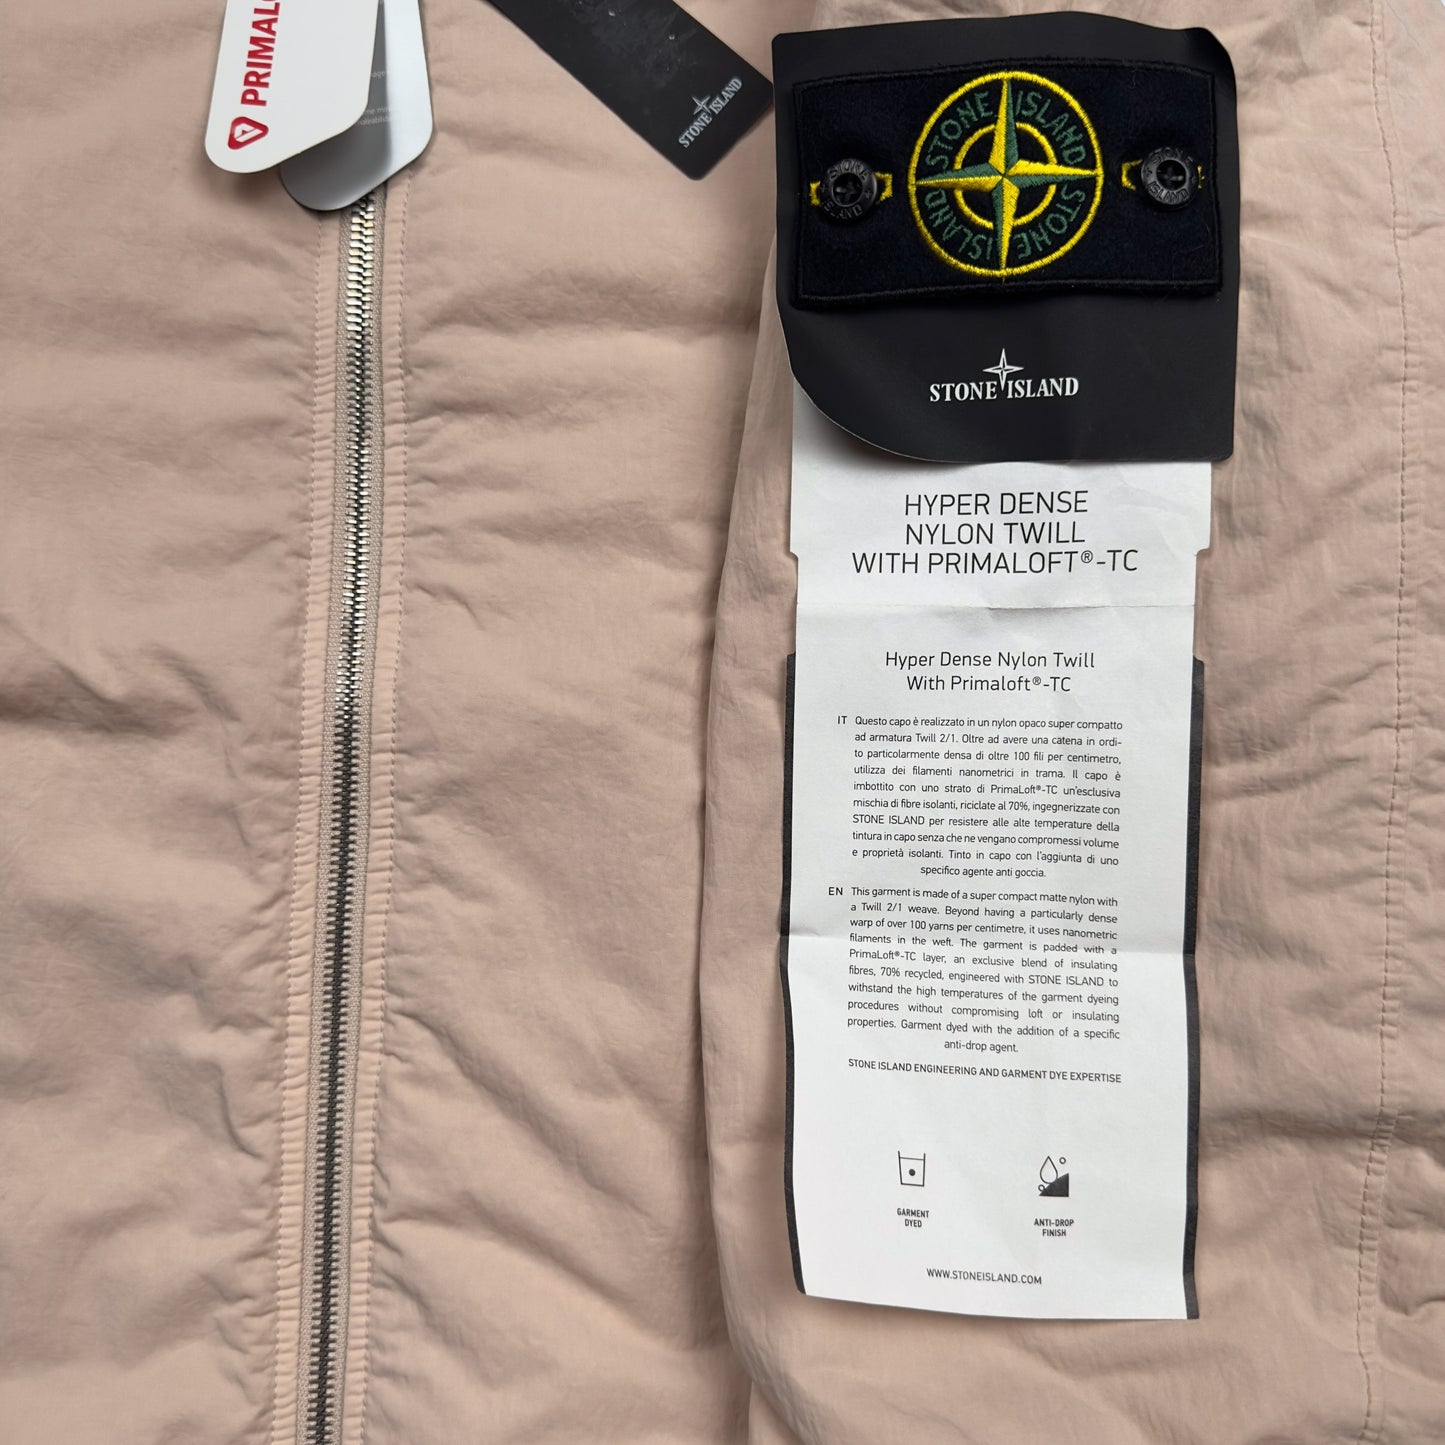 PRIMALO
STONE ISLAND
STONE ISLAND
STONE ISLAND
STONE ISLAND
STONE ISLAND
STONE ISLAND
HYPER DENSE
NYLON TWILL
WITH PRIMALOFT®-TC
Hyper Dense Nylon Twill
With Primaloft®-TC
IT Questo capo è realizzato in un nylon opaco super compatto
ad armatura Twill 2/1. Oltre ad avere una catena in ordi-
to particolarmente densa di oltre 100 fili per centimetro,
utilizza dei filamenti nanometrici in trama. Il capo è
imbottito con uno strato di PrimaLoft®-TC un'esclusiva
mischia di fibre isolanti, riciclate al 70%, ingegnerizzate con
STONE ISLAND per resistere alle alte temperature della
tintura in capo senza che ne vengano compromessi volume
e proprietà isolanti. Tinto in capo con l'aggiunta di uno
specifico agente anti goccia.
EN This garment is made of a super compact matte nylon with
a Twill 2/1 weave. Beyond having a particularly dense
warp of over 100 yarns per centimetre, it uses nanometric
filaments in the weft. The garment is padded with a
PrimaLoft®-TC layer, an exclusive blend of insulating
fibres, 70% recycled, engineered with STONE ISLAND to
withstand the high temperatures of the garment dyeing
procedures without compromising loft or insulating
properties. Garment dyed with the addition of a specific
anti-drop agent.
STONE ISLAND ENGINEERING AND GARMENT DYE EXPERTISE
GARMENT
DYED
ANTI-DROP
FINISH
WWW.STONEISLAND.COM